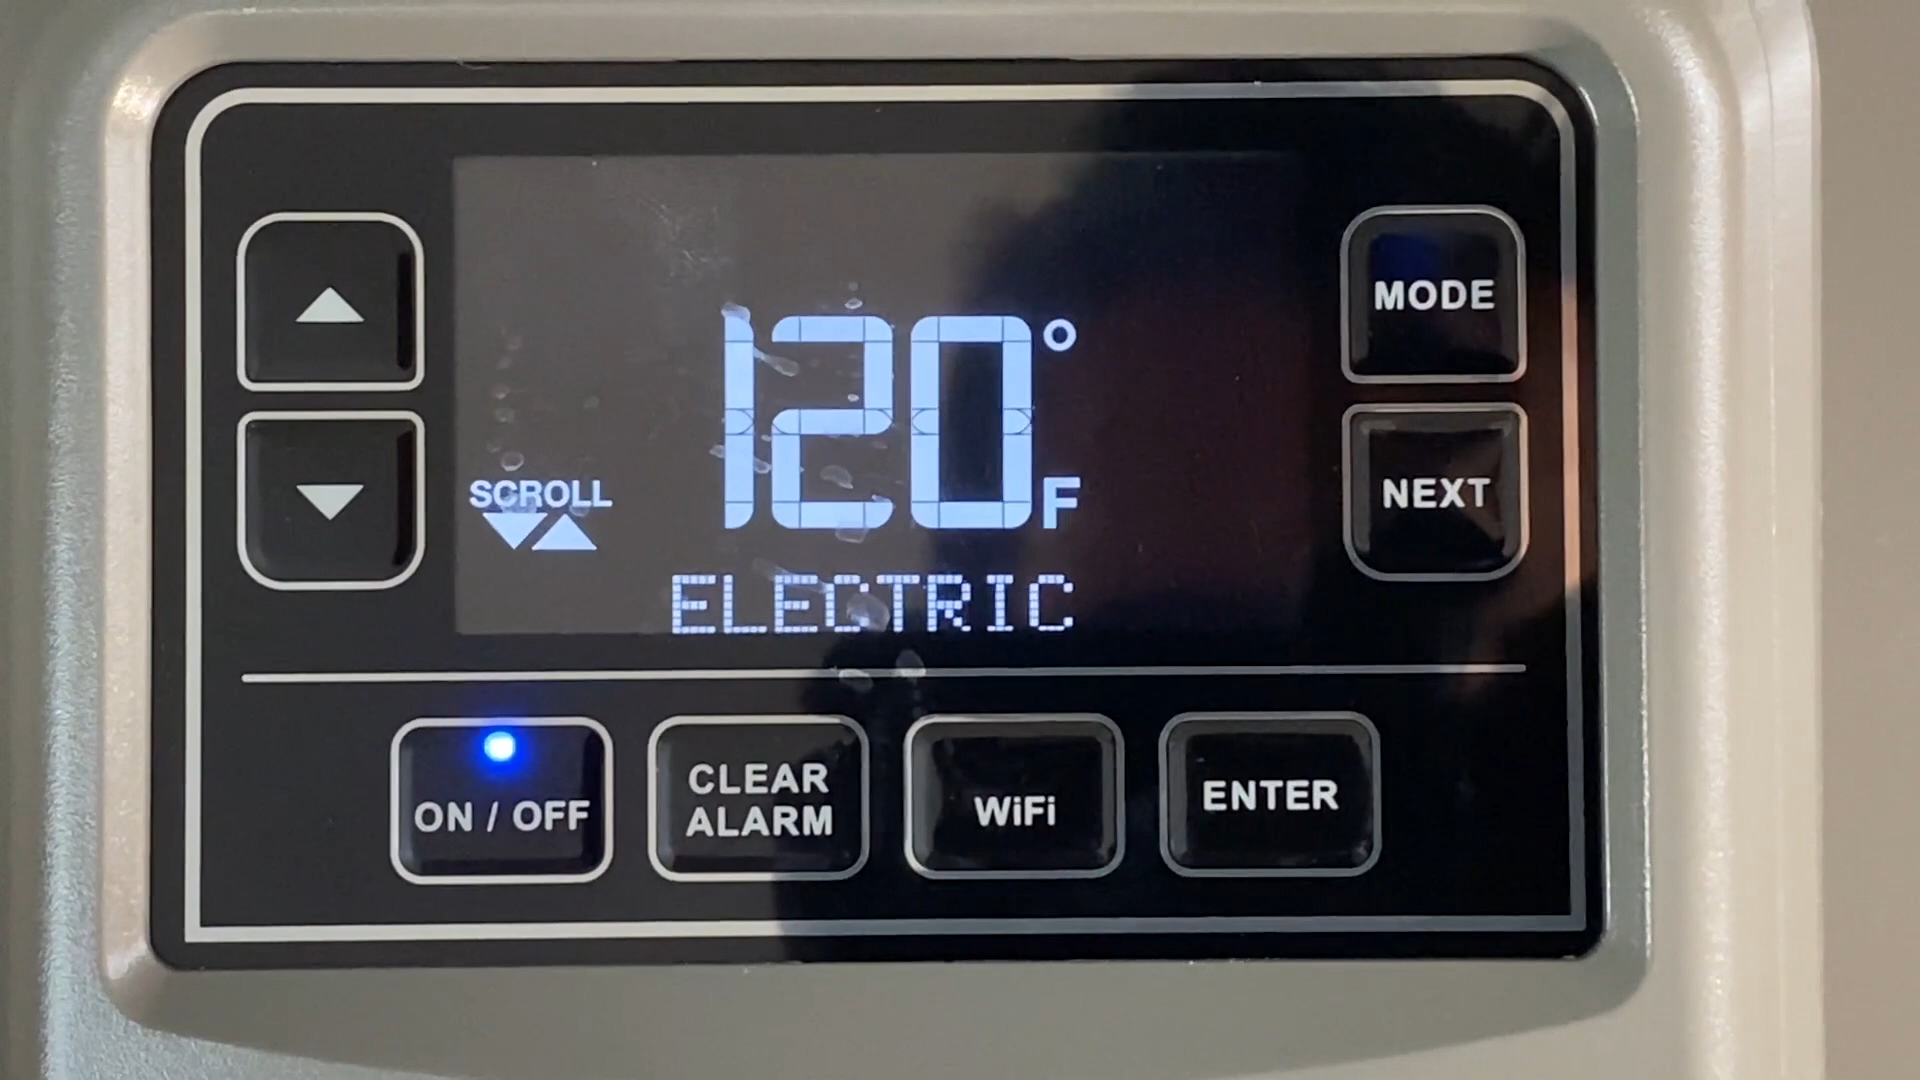 120°F
SCROLL
ELECTRIC
MODE
NEXT
ON / OFF
CLEAR
ALARM
WiFi
ENTER